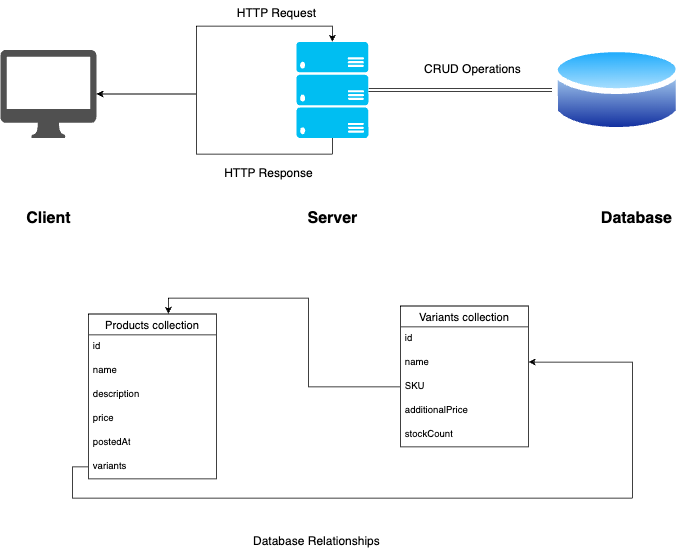 HTTP Request
CRUD Operations
HTTP Response
Client
Server
Database
Products collection
id
name
description
price
postedAt
variants
Variants collection
id
name
SKU
additionalPrice
stockCount
Database Relationships